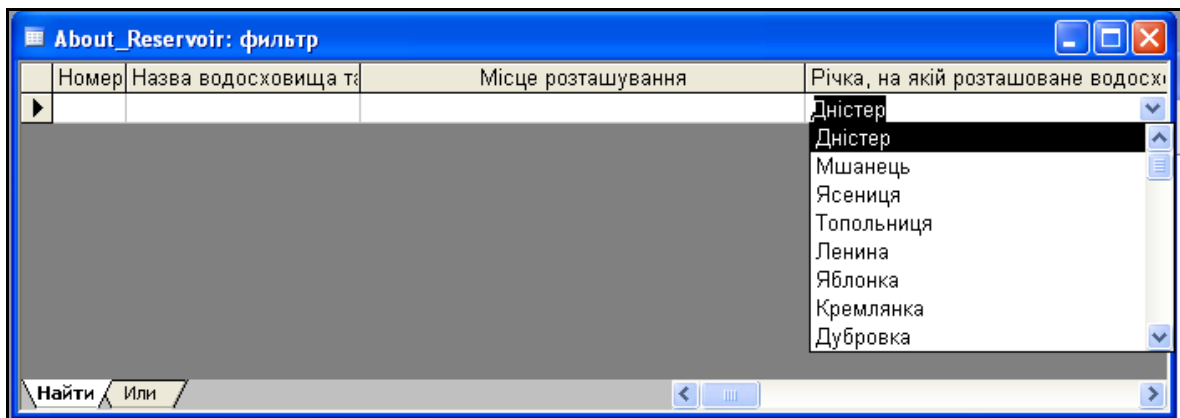 About_Reservoir: фильтр
Номер Назва водосховища та Місце розташування Річка, на якій розташоване водосх
Дністер
Дністер
Мшанець
Ясениця
Топольниця
Ленина
Яблонка
Кремлянка
Дубровка
Найти Или